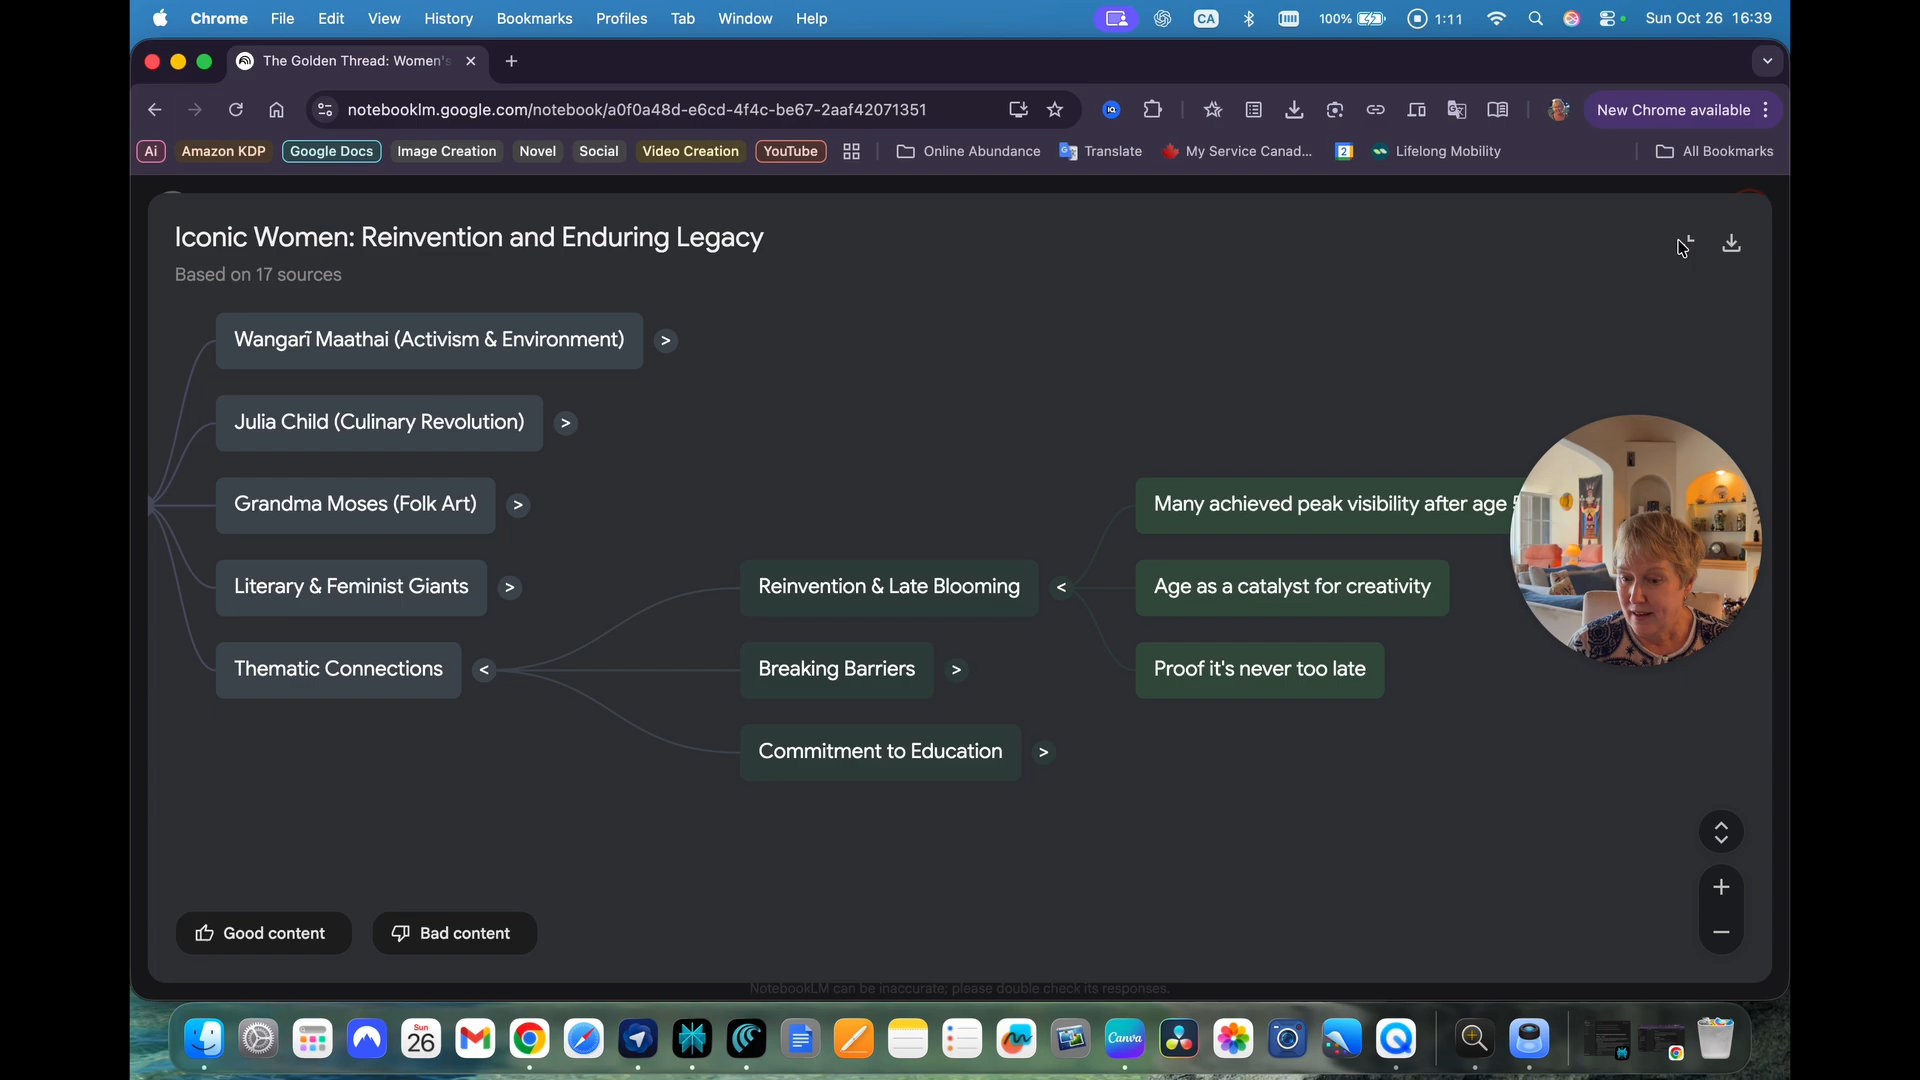 Chrome File Edit View History Bookmarks Profiles Tab Window Help CA 100% 1:11 Sun Oct 26 16:39
The Golden Thread: Women's
notebooklm.google.com/notebook/a0f0a48d-e6cd-4f4c-be67-2aaf42071351 New Chrome available
Ai Amazon KDP Google Docs Image Creation Novel Social Video Creation YouTube Online Abundance Translate My Service Canad... 2 Lifelong Mobility All Bookmarks
Iconic Women: Reinvention and Enduring Legacy
Based on 17 sources
Wangarĩ Maathai (Activism & Environment) >
Julia Child (Culinary Revolution) >
Grandma Moses (Folk Art) >
Many achieved peak visibility after age
Literary & Feminist Giants >
Reinvention & Late Blooming <
Age as a catalyst for creativity
Thematic Connections <
Breaking Barriers >
Proof it's never too late
Commitment to Education >
Good content Bad content
NotebookLM can be inaccurate; please double check its responses.
Sun
26
Canva